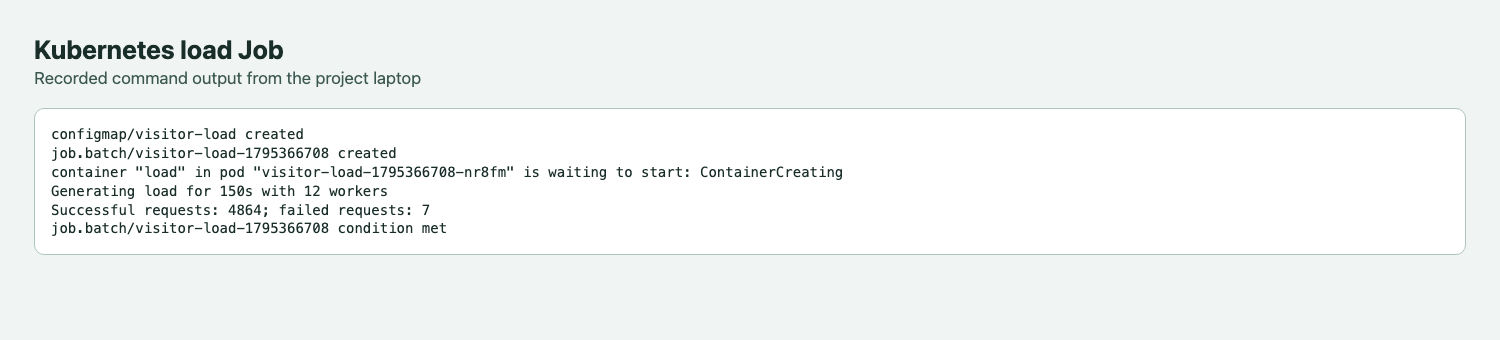 Kubernetes load Job
Recorded command output from the project laptop
configmap/visitor-load created
job.batch/visitor-load-1795366708 created
container "load" in pod "visitor-load-1795366708-nr8fm" is waiting to start: ContainerCreating
Generating load for 150s with 12 workers
Successful requests: 4864; failed requests: 7
job.batch/visitor-load-1795366708 condition met